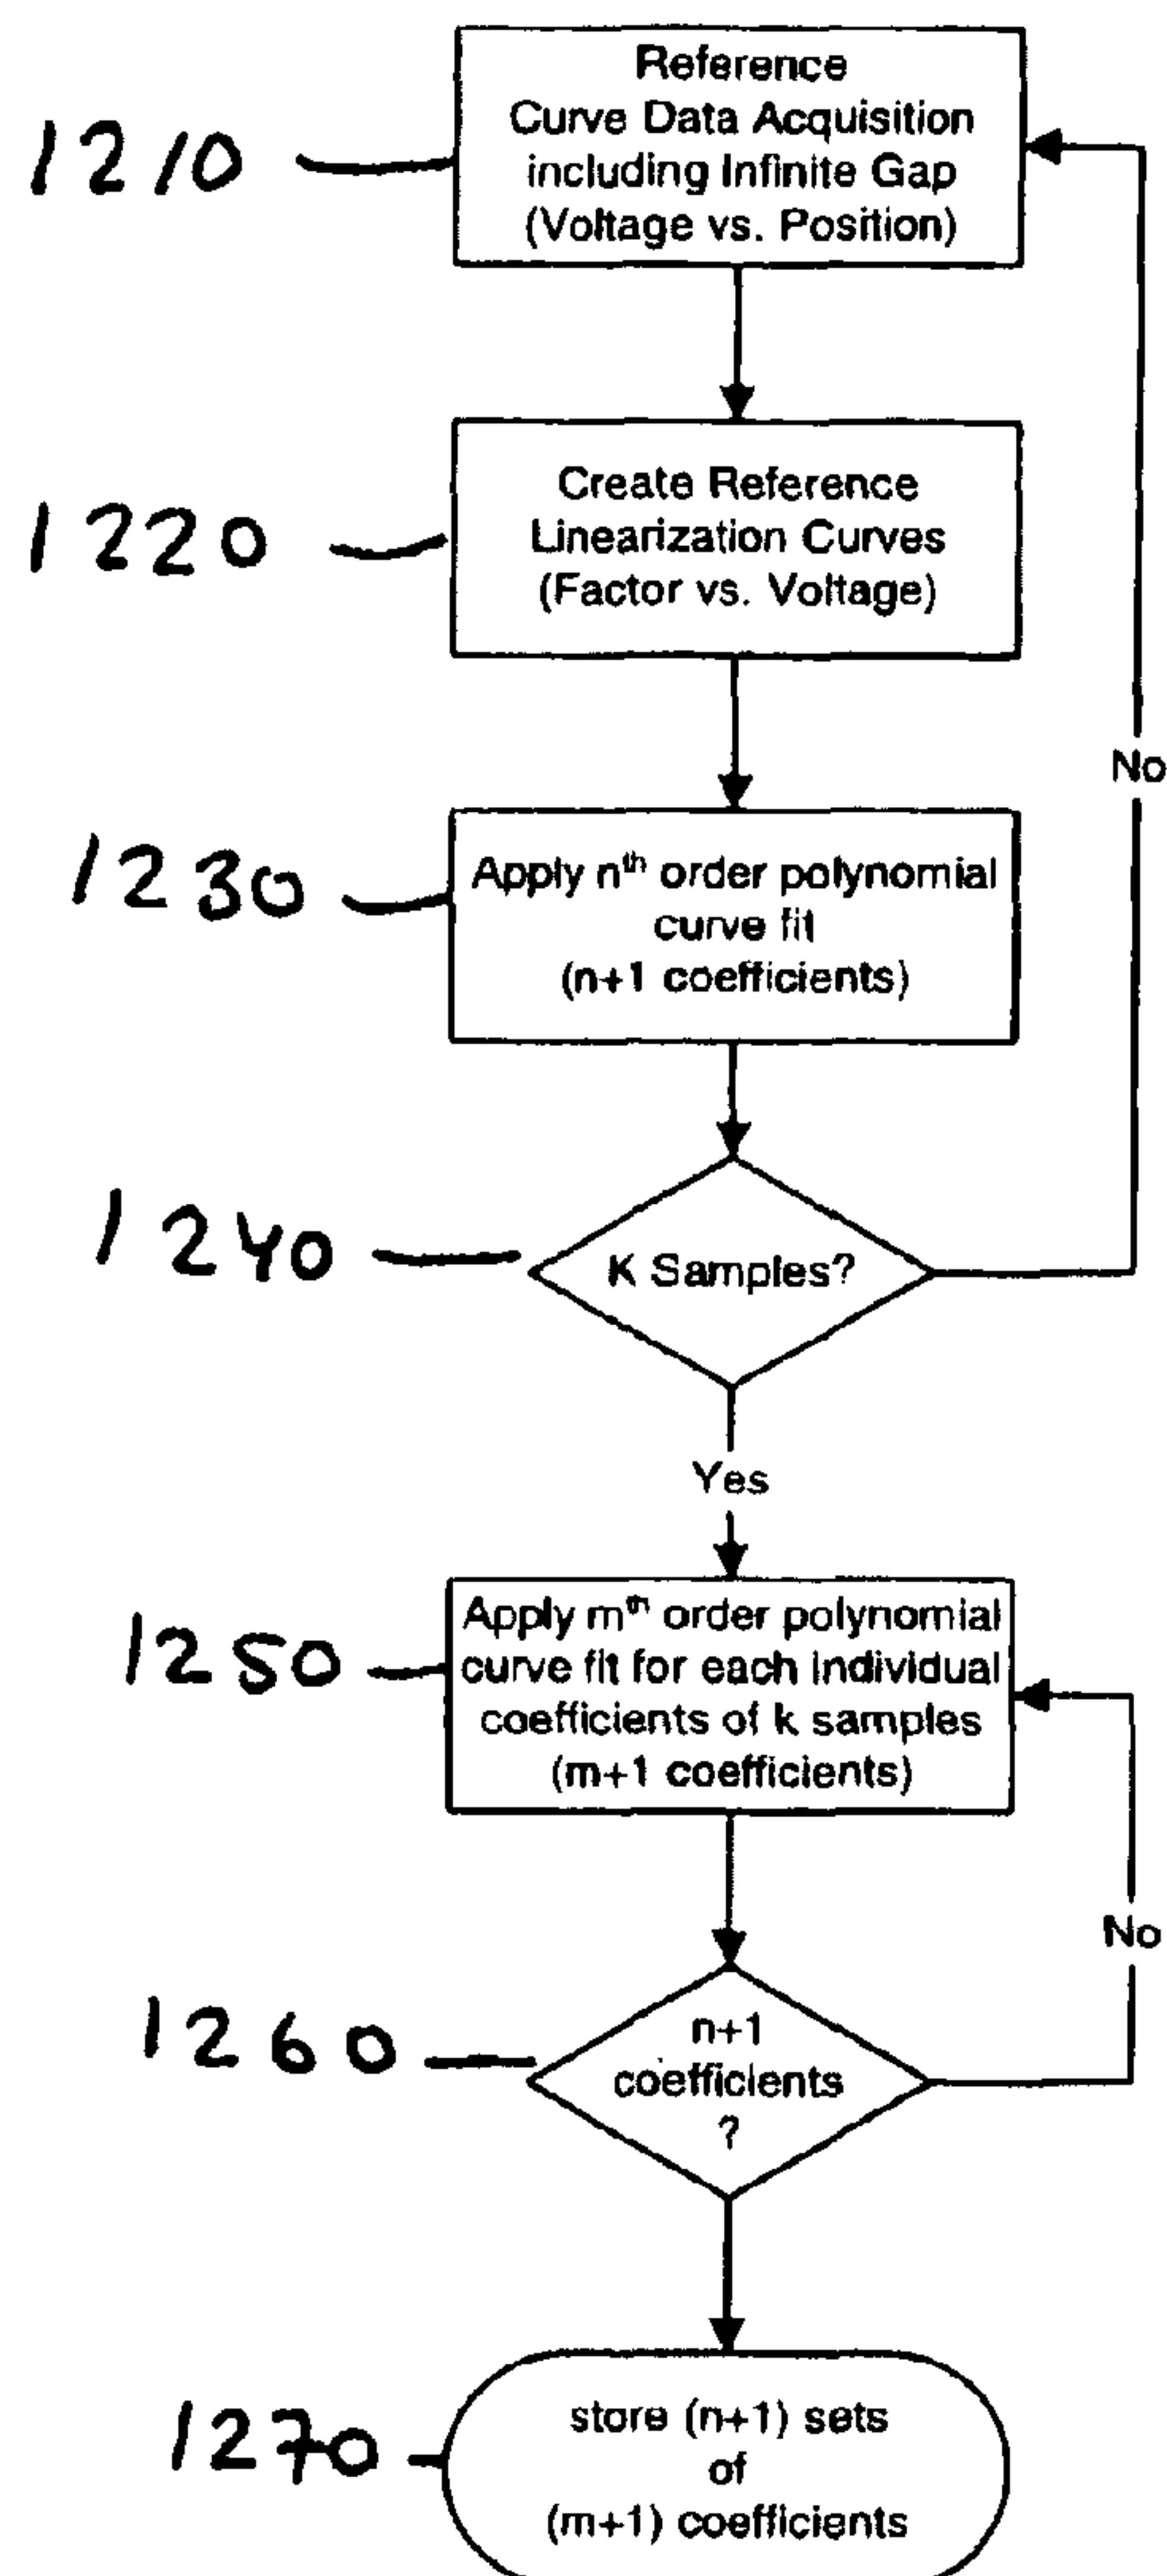 1210
Reference
Curve Data Acquisition
including Infinite Gap
(Voltage vs. Position)
1220
Create Reference
Linearization Curves
(Factor vs. Voltage)
No
1230
Apply nth order polynomial
curve fit
(n+1 coefficients)
1240
K Samples?
Yes
1250
Apply mth order polynomial
curve fit for each individual
coefficients of k samples
(m+1 coefficients)
No
1260
n+1
coefficients
?
1270
store (n+1) sets
of
(m+1) coefficients